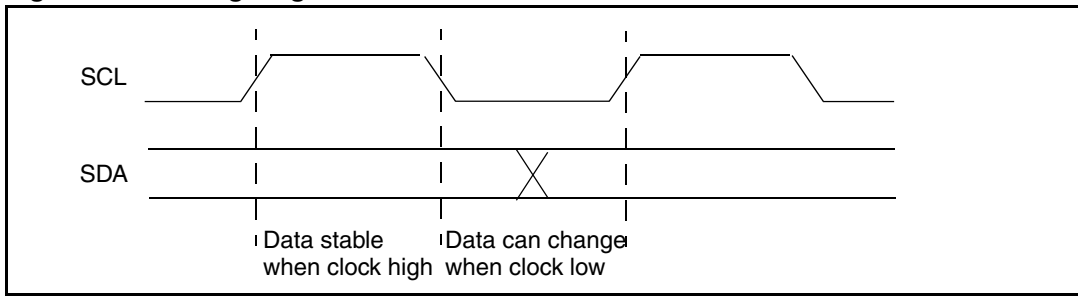 SCL
SDA
Data stable
when clock high
Data can change
when clock low